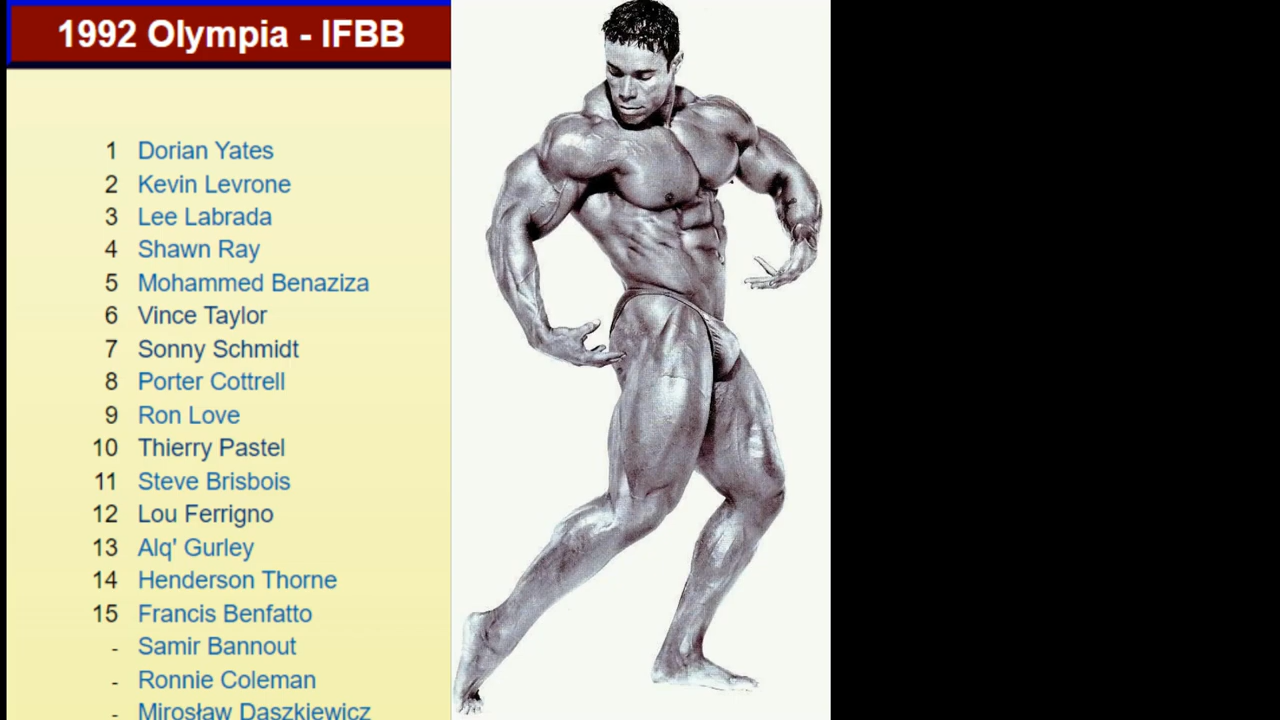 1992 Olympia - IFBB
1 Dorian Yates
2 Kevin Levrone
3 Lee Labrada
4 Shawn Ray
5 Mohammed Benaziza
6 Vince Taylor
7 Sonny Schmidt
8 Porter Cottrell
9 Ron Love
10 Thierry Pastel
11 Steve Brisbois
12 Lou Ferrigno
13 Alq' Gurley
14 Henderson Thorne
15 Francis Benfatto
- Samir Bannout
- Ronnie Coleman
- Mirosław Daszkiewicz